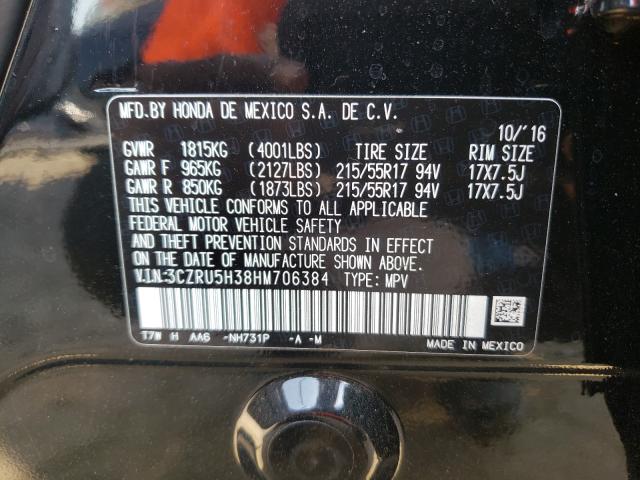 MFD.BY HONDA DE MEXICO S.A. DE C.V.
10/'16
GVWR 1815KG (4001LBS) TIRE SIZE RIM SIZE
GAWR F 965KG (2127LBS) 215/55R17 94V 17X7.5J
GAWR R 850KG (1873LBS) 215/55R17 94V 17X7.5J
THIS VEHICLE CONFORMS TO ALL APPLICABLE
FEDERAL MOTOR VEHICLE SAFETY
AND THEFT PREVENTION STANDARDS IN EFFECT
ON THE DATE OF MANUFACTURE SHOWN ABOVE.
V.I.N:3CZRU5H38HM706384 TYPE: MPV
T7W H AA6 -NH731P -A -M
MADE IN MEXICO